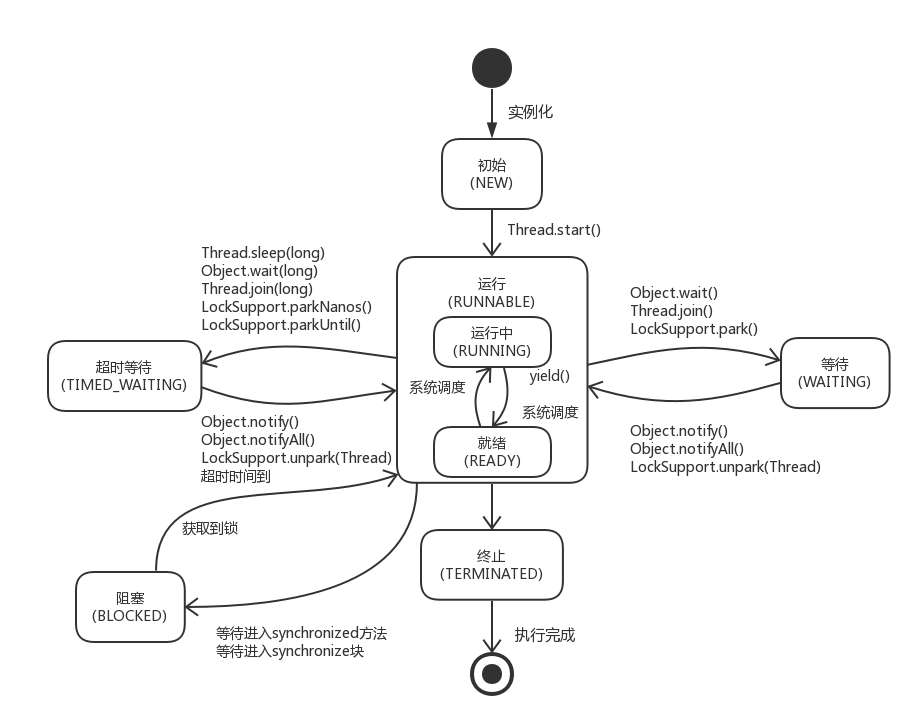 实例化
初始
(NEW)
Thread.start()
Thread.sleep(long)
Object.wait(long)
Thread.join(long)
LockSupport.parkNanos()
LockSupport.parkUntil()
运行
(RUNNABLE)
Object.wait()
Thread.join()
LockSupport.park()
运行中
(RUNNING)
超时等待
(TIMED_WAITING)
等待
(WAITING)
yield()
系统调度
系统调度
Object.notify()
Object.notifyAll()
LockSupport.unpark(Thread)
超时时间到
就绪
(READY)
Object.notify()
Object.notifyAll()
LockSupport.unpark(Thread)
获取到锁
终止
(TERMINATED)
阻塞
(BLOCKED)
等待进入synchronized方法
等待进入synchronize块
执行完成